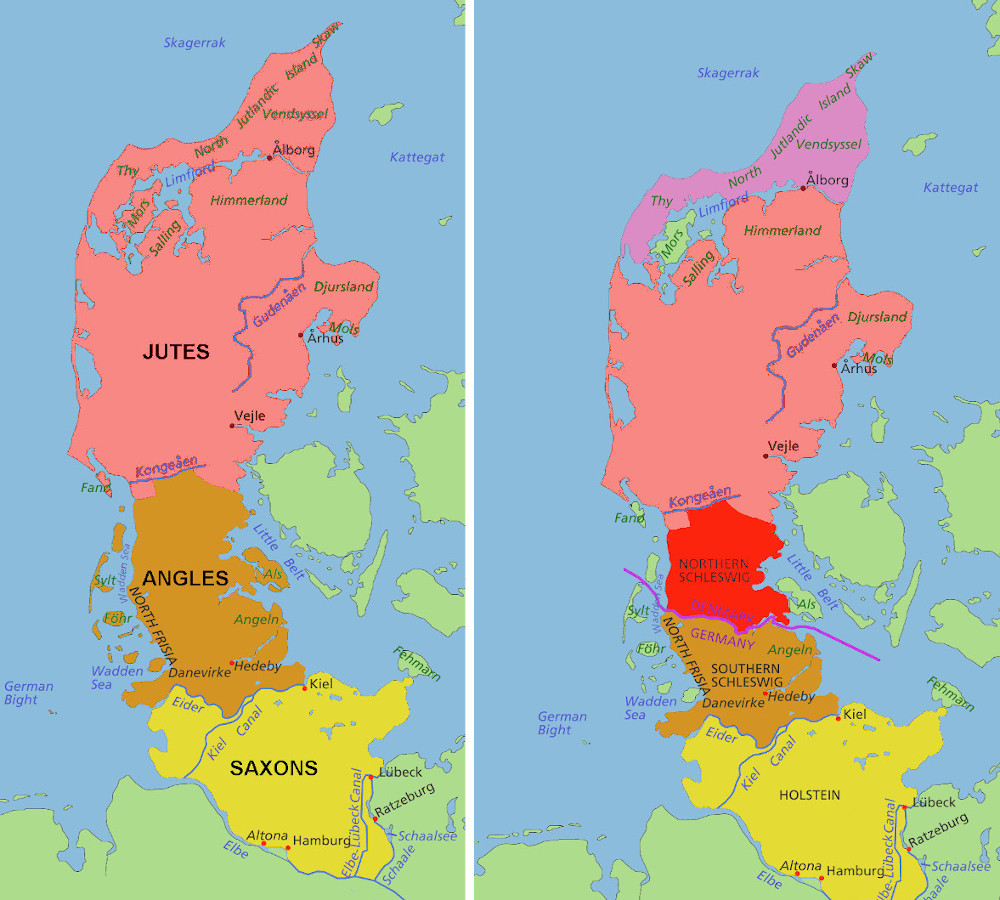 Skagerrak
Skaw
Island
Jutlandic
North
Vendsyssel
Thy
Limfjord
Ålborg
Kattegat
Mors
Salling
Himmerland
Gudenåen
Djursland
Mols
Århus
JUTES
Vejle
Kongeåen
Fanø
Little
Belt
Wadden Sea
Sylt
ANGLES
Als
NORTH FRISIA
Föhr
Angeln
Wadden
Sea
Danevirke
Hedeby
Fehmarn
German
Bight
Kiel
Eider
Kiel Canal
SAXONS
Lübeck
Elbe-Lübeck Canal
Ratzeburg
Altona
Hamburg
Schaalsee
Elbe
Schaale
Skagerrak
Skaw
Island
Jutlandic
North
Vendsyssel
Thy
Limfjord
Ålborg
Kattegat
Mors
Salling
Himmerland
Gudenåen
Djursland
Mols
Århus
Vejle
Kongeåen
Fanø
NORTHERN
SCHLESWIG
Little
Belt
Wadden Sea
Sylt
Als
DENMARK
GERMANY
NORTH FRISIA
Föhr
Angeln
SOUTHERN
SCHLESWIG
Wadden
Sea
Danevirke
Hedeby
Fehmarn
German
Bight
Kiel
Eider
Kiel Canal
HOLSTEIN
Lübeck
Elbe-Lübeck Canal
Ratzeburg
Altona
Hamburg
Schaalsee
Elbe
haale